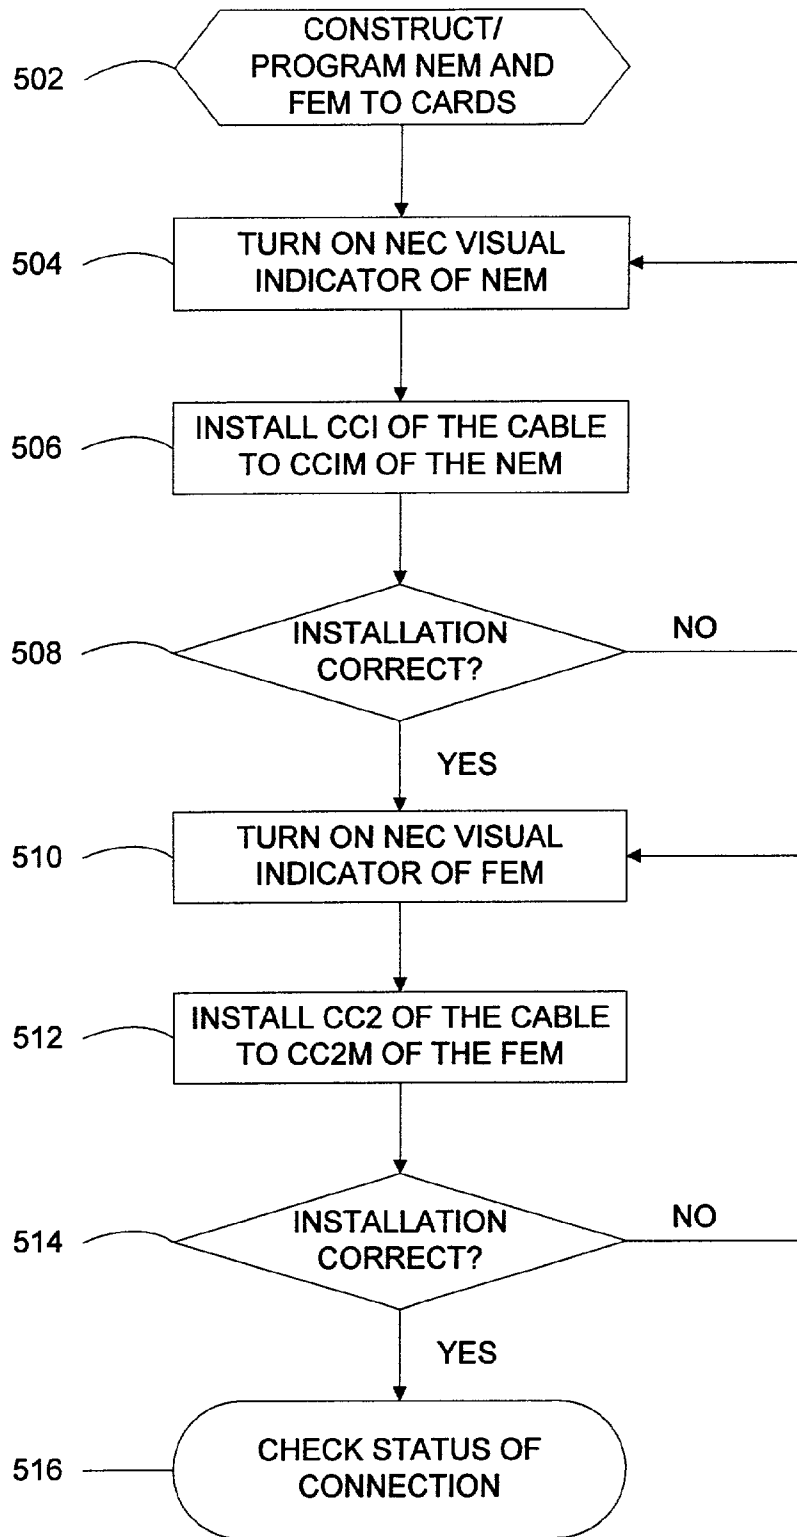 CONSTRUCT/
PROGRAM NEM AND
FEM TO CARDS
502
TURN ON NEC VISUAL
INDICATOR OF NEM
504
INSTALL CCI OF THE CABLE
TO CCIM OF THE NEM
506
INSTALLATION
CORRECT?
508
NO
YES
TURN ON NEC VISUAL
INDICATOR OF FEM
510
INSTALL CC2 OF THE CABLE
TO CC2M OF THE FEM
512
INSTALLATION
CORRECT?
514
NO
YES
CHECK STATUS OF
CONNECTION
516